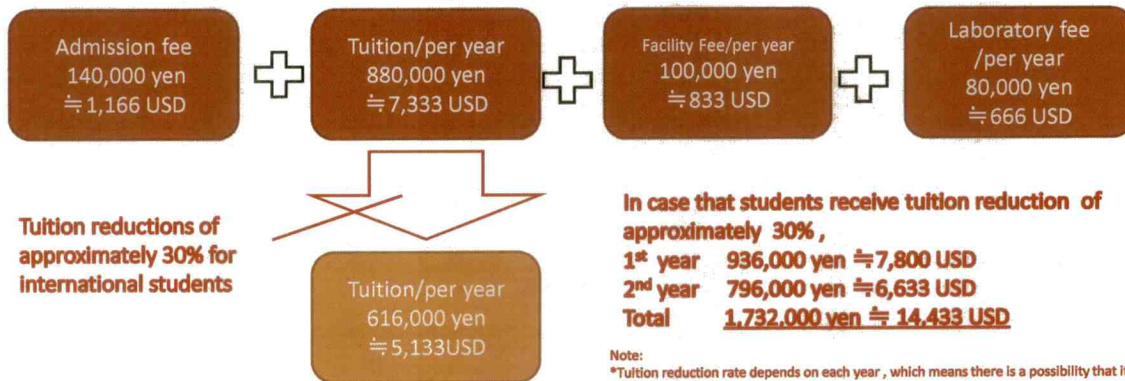 Admission fee
140,000 yen
≒1,166 USD
Tuition/per year
880,000 yen
≒7,333 USD
Facility Fee/per year
100,000 yen
≒833 USD
Laboratory fee
/per year
80,000 yen
≒666 USD
Tuition reductions of
approximately 30% for
international students
Tuition/per year
616,000 yen
≒5,133USD
In case that students receive tuition reduction of
approximately 30% ,
1st year 936,000 yen ≒7,800 USD
2nd year 796,000 yen ≒6,633 USD
Total 1,732,000 yen ≒ 14,433 USD
Note:
*Tuition reduction rate depends on each year , which means there is a possibility that it